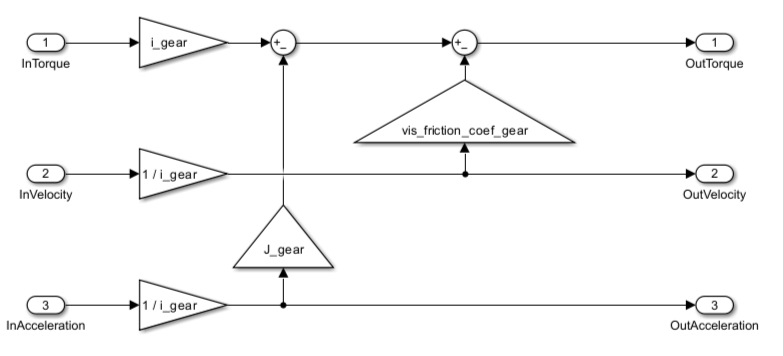 1
i_gear
+_
+_
1
InTorque
OutTorque
vis_friction_coef_gear
2
1 / i_gear
2
InVelocity
OutVelocity
J_gear
3
1 / i_gear
3
InAcceleration
OutAcceleration